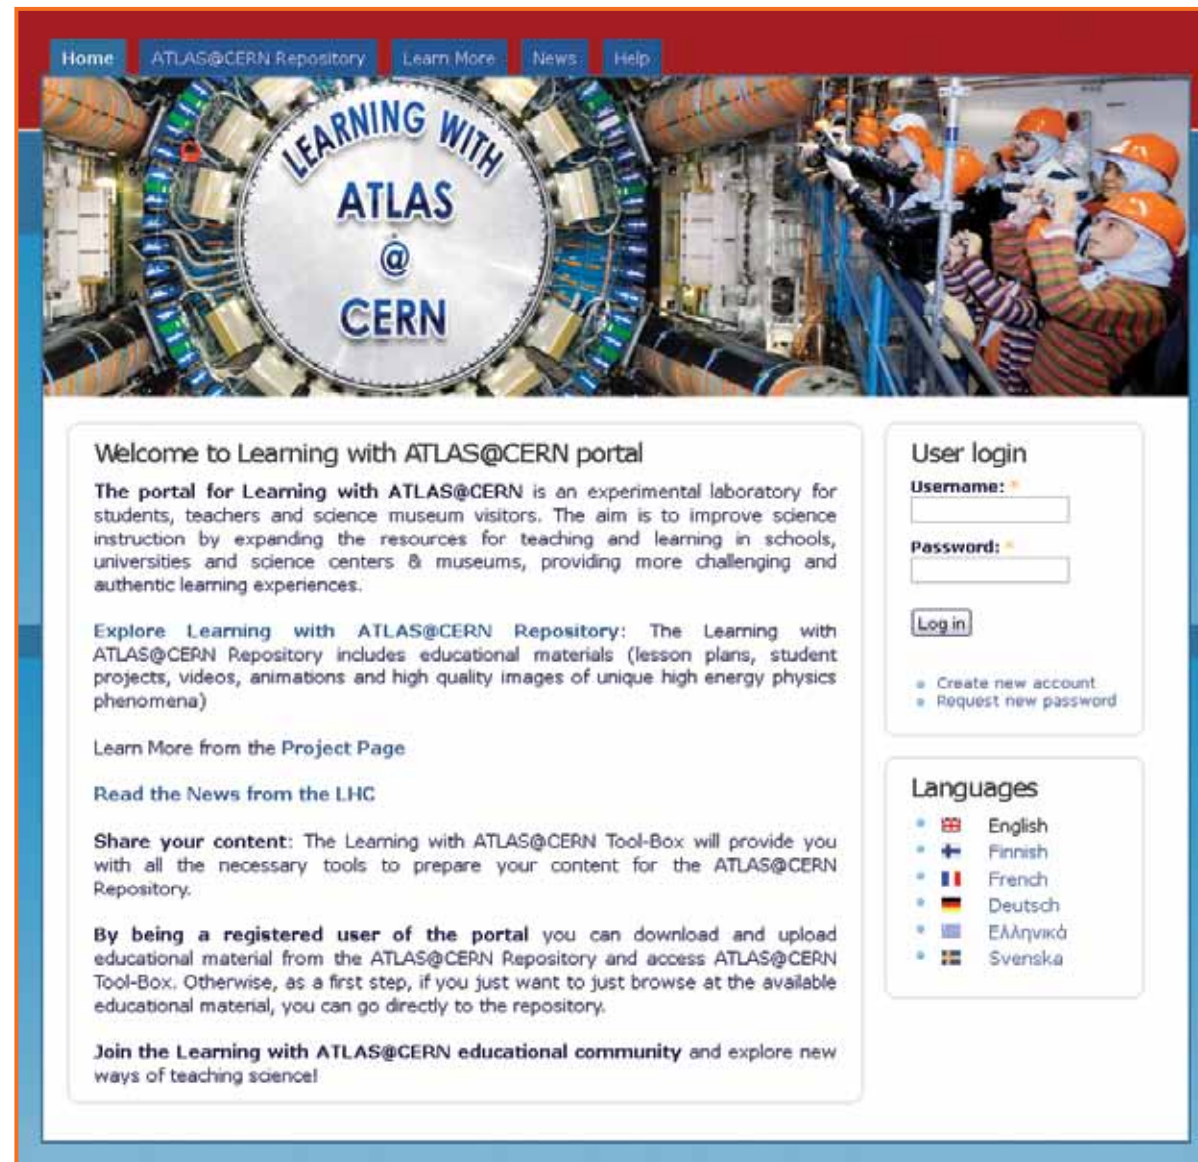 Home
ATLAS@CERN Repository
Learn More
News
Help
LEARNING WITH
ATLAS
@
CERN
Welcome to Learning with ATLAS@CERN portal
The portal for Learning with ATLAS@CERN is an experimental laboratory for
students, teachers and science museum visitors. The aim is to improve science
instruction by expanding the resources for teaching and learning in schools,
universities and science centers & museums, providing more challenging and
authentic learning experiences.
Explore Learning with ATLAS@CERN Repository: The Learning with
ATLAS@CERN Repository includes educational materials (lesson plans, student
projects, videos, animations and high quality images of unique high energy physics
phenomena)
Learn More from the Project Page
Read the News from the LHC
Share your content: The Learning with ATLAS@CERN Tool-Box will provide you
with all the necessary tools to prepare your content for the ATLAS@CERN
Repository.
By being a registered user of the portal you can download and upload
educational material from the ATLAS@CERN Repository and access ATLAS@CERN
Tool-Box. Otherwise, as a first step, if you just want to just browse at the available
educational material, you can go directly to the repository.
Join the Learning with ATLAS@CERN educational community and explore new
ways of teaching science!
User login
Username: *
Password: *
Log in
Create new account
Request new password
Languages
English
Finnish
French
Deutsch
Ελληνικά
Svenska